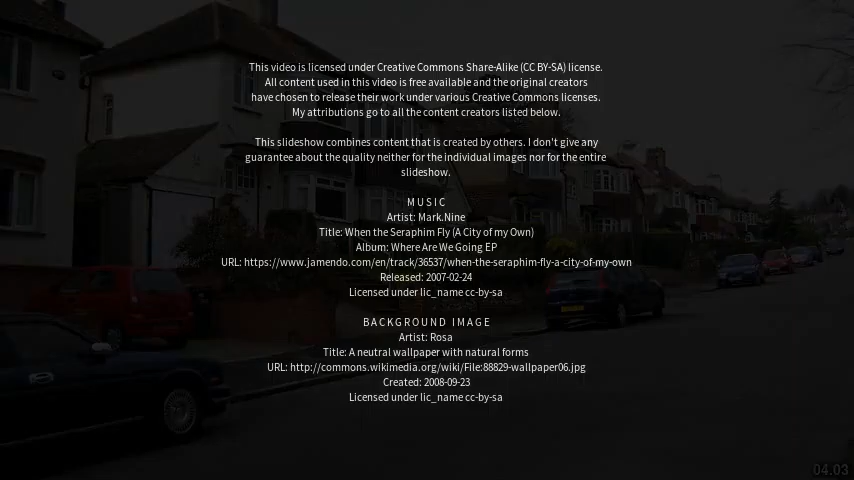 This video is licensed under Creative Commons Share-Alike (CC BY-SA) license.
All content used in this video is free available and the original creators
have chosen to release their work under various Creative Commons licenses.
My attributions go to all the content creators listed below.
This slideshow combines content that is created by others. I don't give any
guarantee about the quality neither for the individual images nor for the entire
slideshow.
MUSIC
Artist: Mark.Nine
Title: When the Seraphim Fly (A City of my Own)
Album: Where Are We Going EP
URL: https://www.jamendo.com/en/track/36537/when-the-seraphim-fly-a-city-of-my-own
Released: 2007-02-24
Licensed under lic_name cc-by-sa
BACKGROUND IMAGE
Artist: Rosa
Title: A neutral wallpaper with natural forms
URL: http://commons.wikimedia.org/wiki/File:88829-wallpaper06.jpg
Created: 2008-09-23
Licensed under lic_name cc-by-sa
04.03